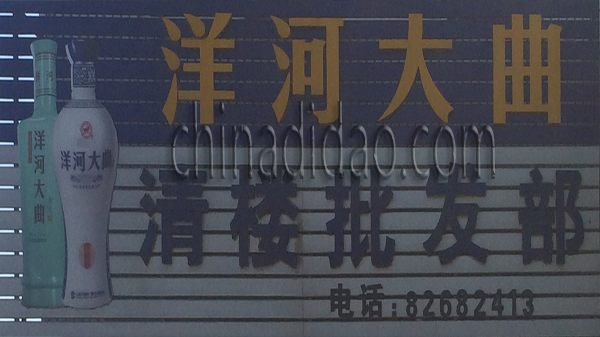 洋河大曲
chinadidao.com
洋河大曲
洋河大曲
清楼批发部
电话:82682413